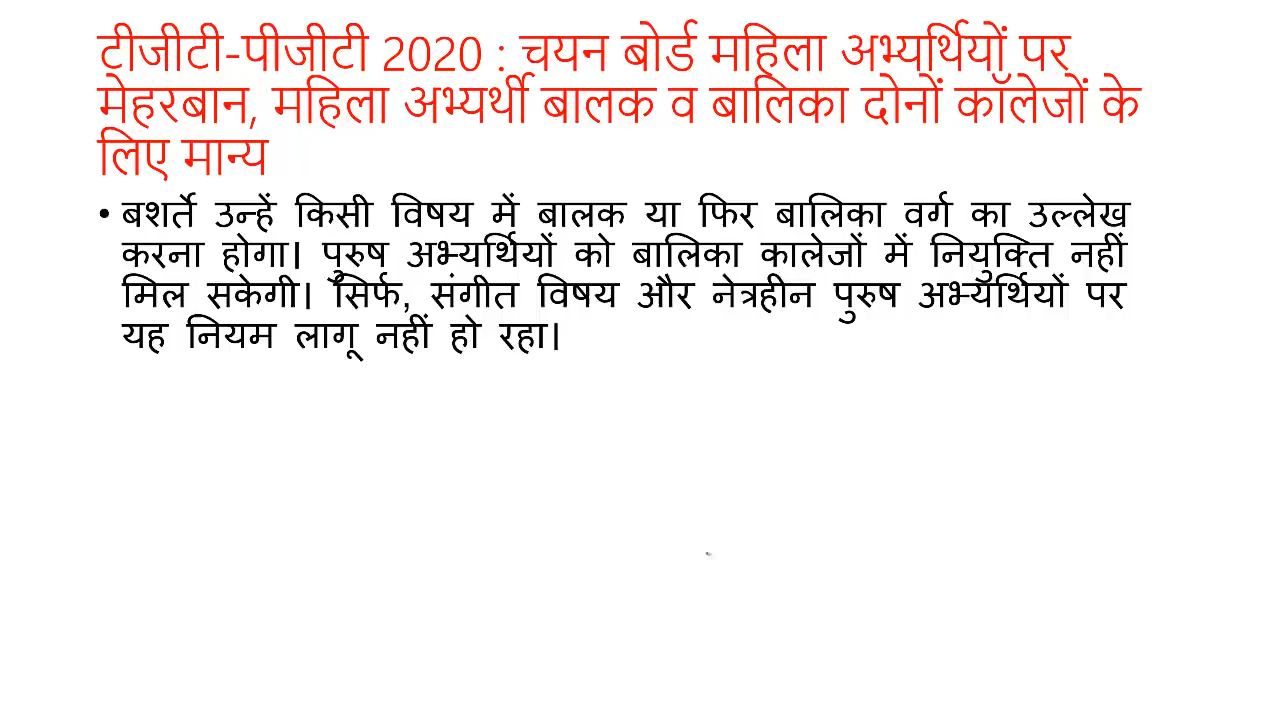 टीजीटी-पीजीटी 2020 : चयन बोर्ड महिला अभ्यर्थियों पर
मेहरबान, महिला अभ्यर्थी बालक व बालिका दोनों कॉलेजों के
लिए मान्य
• बशर्ते उन्हें किसी विषय में बालक या फिर बालिका वर्ग का उल्लेख
करना होगा। पुरुष अभ्यर्थियों को बालिका कालेजों में नियुक्ति नहीं
मिल सकेगी। सिर्फ, संगीत विषय और नेत्रहीन पुरुष अभ्यर्थियों पर
यह नियम लागू नहीं हो रहा।